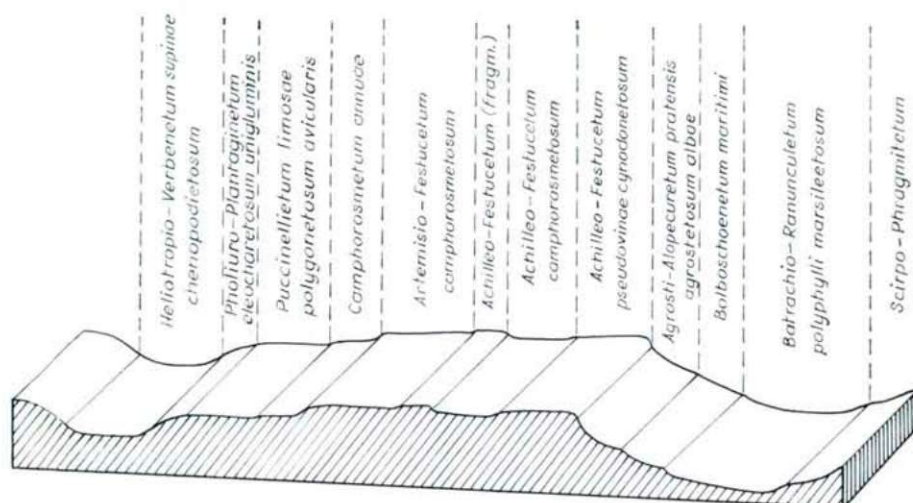 Heliotropio-Verbenetum supinae
chenopodietosum
Pholiuro-Plantaginetum
eleocharetosum uniglumnis
Puccinellietum limosae
polygonetosum avicularis
Camphorosmetum annuae
Artemisio-Festucetum
camphorosmetosum
Achilleo-Festucetum (fragm.)
Achilleo-Festucetum
camphorosmetosum
Achilleo-Festucetum
pseudovinae cynodonetosum
Agrosti-Alopecuretum pratensis
agrostetosum albae
Bolboschoenetum maritimi
Batrachio-Ranunculetum
polyphylli marsileetosum
Scirpo-Phragmitetum